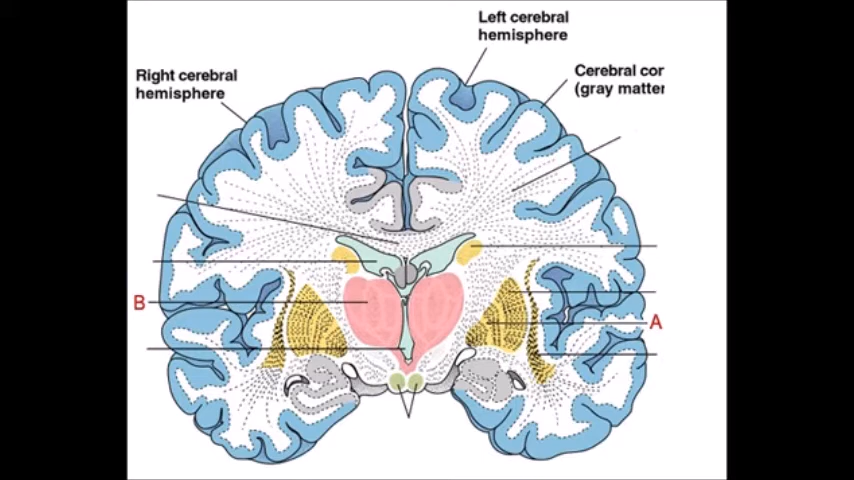 Left cerebral
hemisphere
Right cerebral
hemisphere
Cerebral cor
(gray matter
B
A